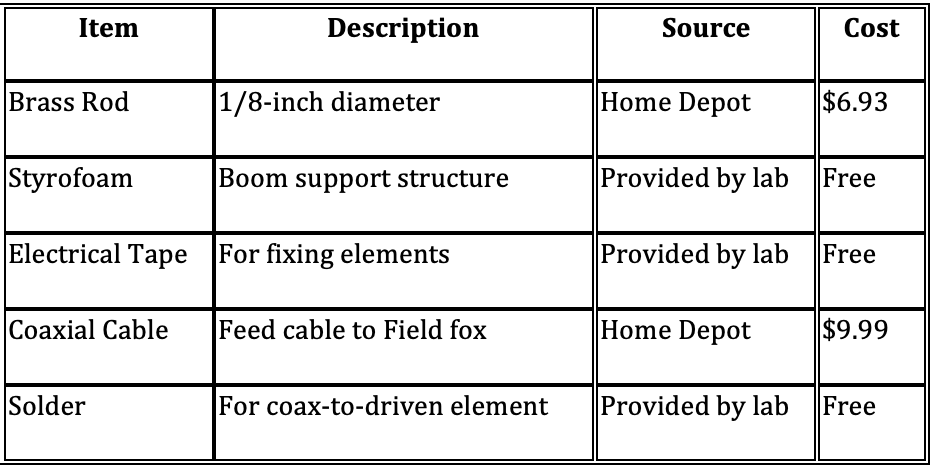 Item Description Source Cost
Brass Rod 1/8-inch diameter Home Depot $6.93
Styrofoam Boom support structure Provided by lab Free
Electrical Tape For fixing elements Provided by lab Free
Coaxial Cable Feed cable to Field fox Home Depot $9.99
Solder For coax-to-driven element Provided by lab Free